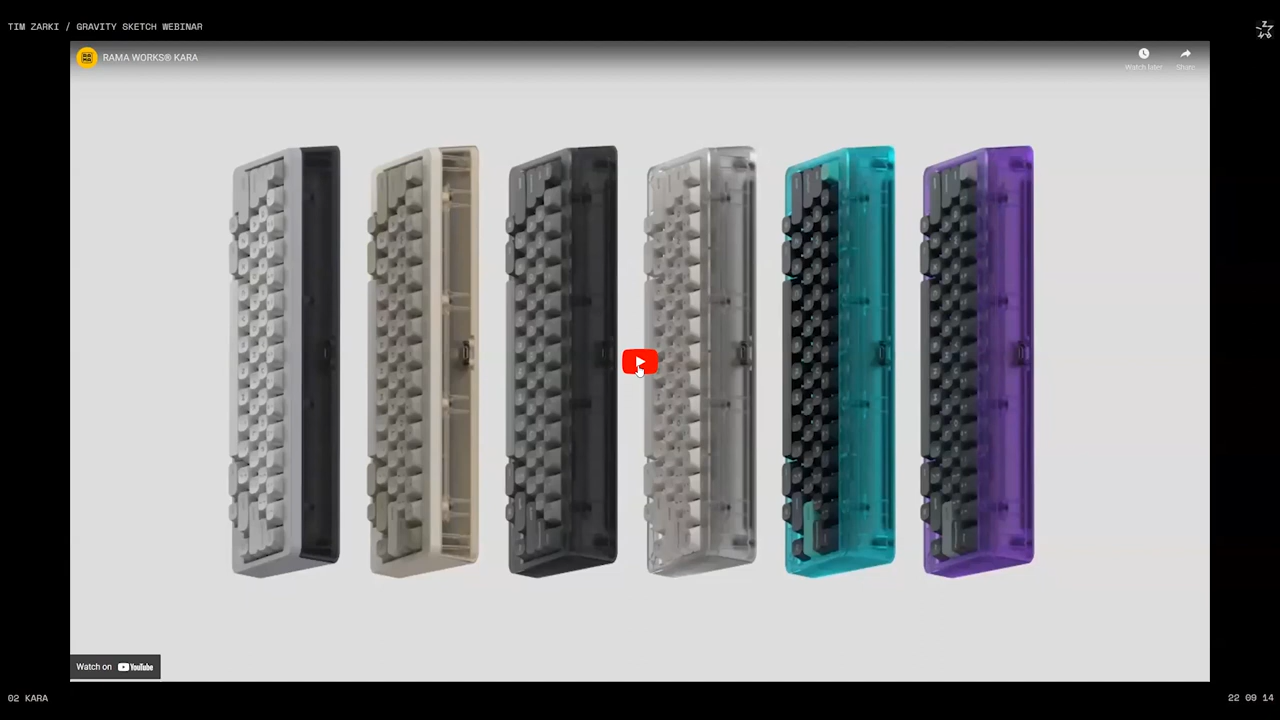 TIM ZARKI / GRAVITY SKETCH WEBINAR
RAMA WORKS® KARA
Watch later
Share
Watch on YouTube
02 KARA
22 09 14